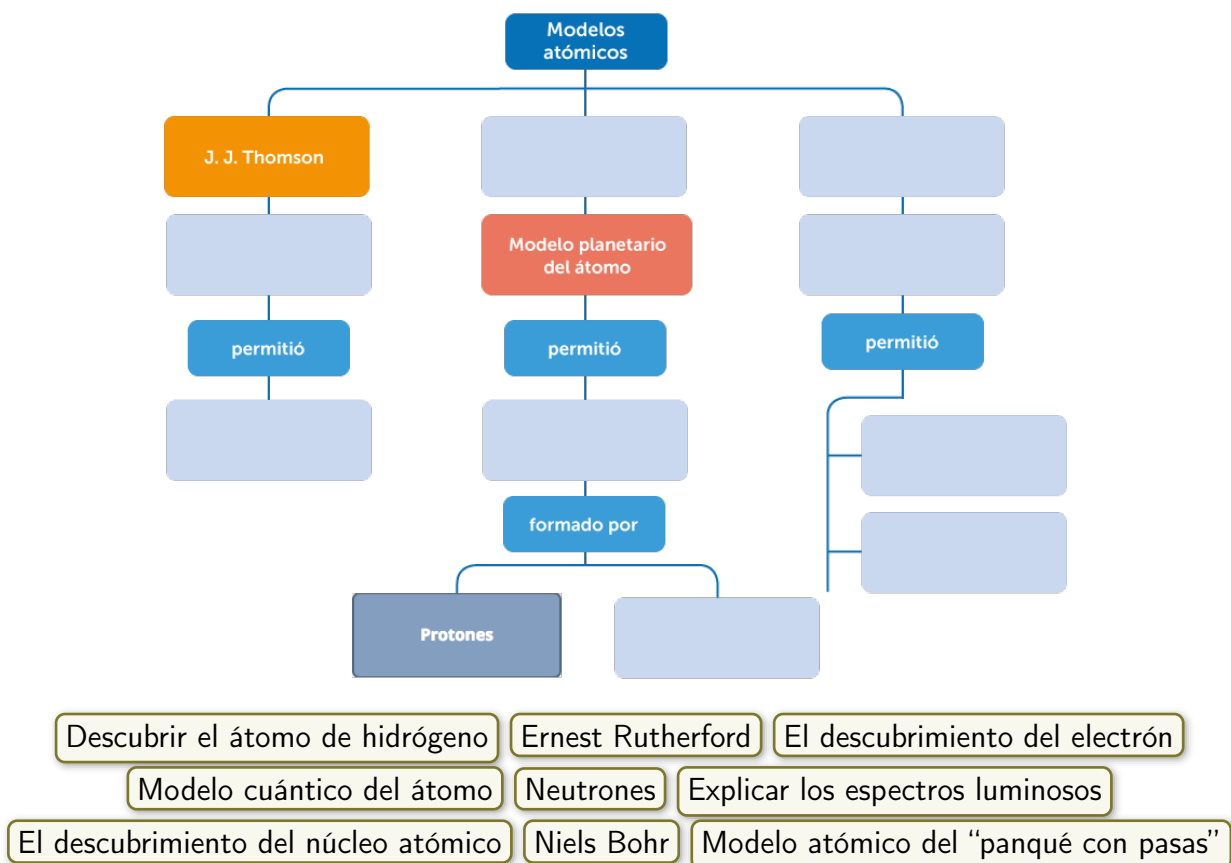 Modelos
atómicos
J. J. Thomson
Modelo planetario
del átomo
permitió
permitió
permitió
formado por
Protones
Descubrir el átomo de hidrógeno
Ernest Rutherford
El descubrimiento del electrón
Modelo cuántico del átomo
Neutrones
Explicar los espectros luminosos
El descubrimiento del núcleo atómico
Niels Bohr
Modelo atómico del “panqué con pasas”